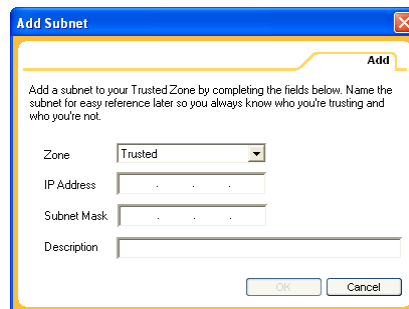 Add Subnet
Add
Add a subnet to your Trusted Zone by completing the fields below. Name the
subnet for easy reference later so you always know who you're trusting and
who you're not.
Zone Trusted
IP Address . . .
Subnet Mask . . .
Description
OK Cancel